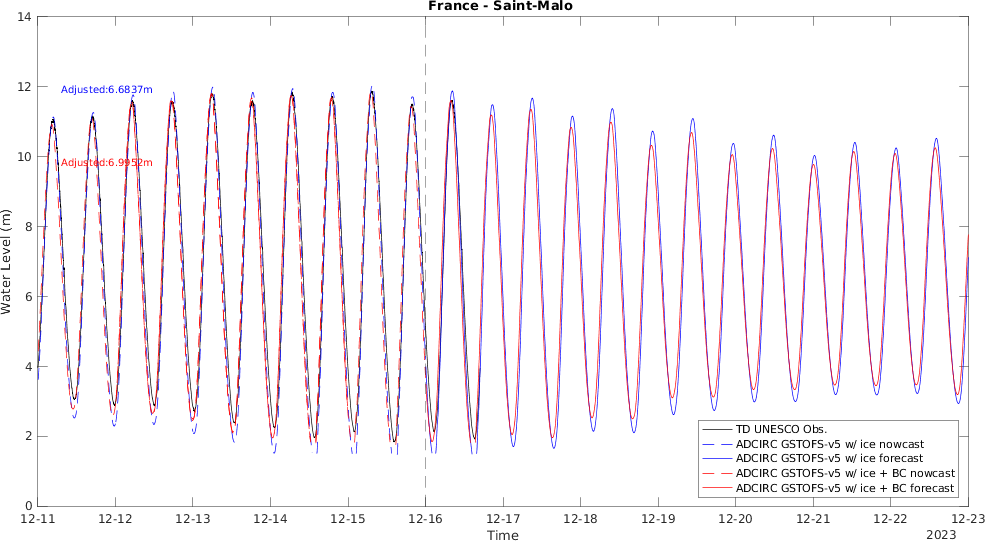 France - Saint-Malo
14
12
10
8
6
4
2
0
Water Level (m)
Adjusted:6.6837m
Adjusted:6.9952m
TD UNESCO Obs.
ADCIRC GSTOFS-v5 w/ ice nowcast
ADCIRC GSTOFS-v5 w/ ice forecast
ADCIRC GSTOFS-v5 w/ ice + BC nowcast
ADCIRC GSTOFS-v5 w/ ice + BC forecast
12-11 12-12 12-13 12-14 12-15 12-16 12-17 12-18 12-19 12-20 12-21 12-22 12-23
Time
2023